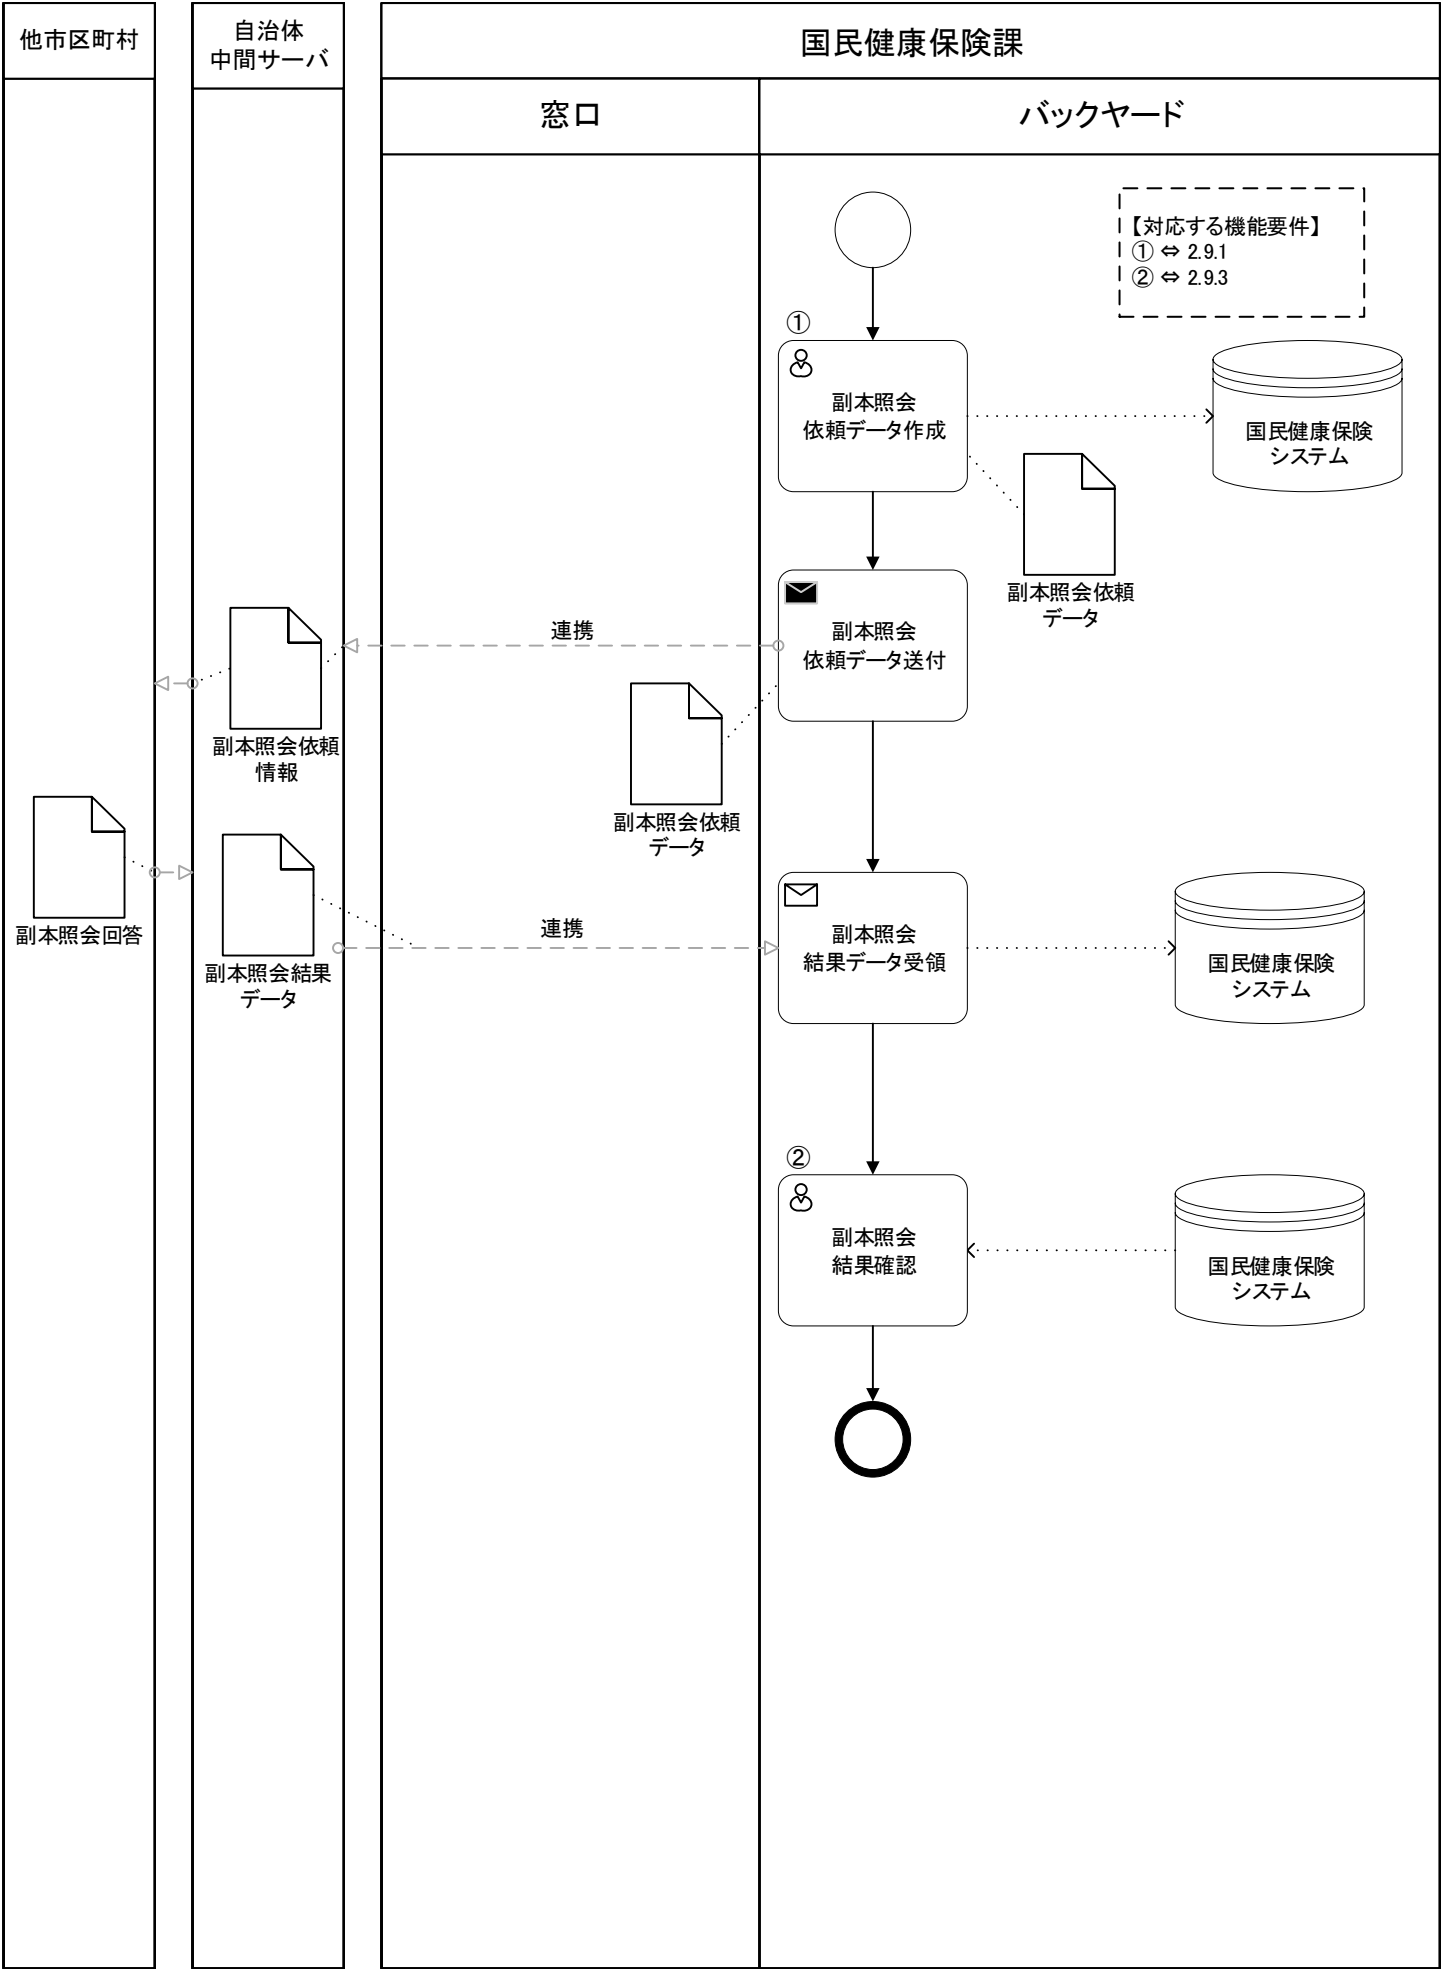 他市区町村
自治体
中間サーバ
国民健康保険課
窓口
バックヤード
【対応する機能要件】
① ⇔ 2.9.1
② ⇔ 2.9.3
①
副本照会
依頼データ作成
国民健康保険
システム
副本照会依頼
データ
副本照会
依頼データ送付
連携
副本照会依頼
情報
副本照会依頼
データ
副本照会回答
副本照会結果
データ
連携
副本照会
結果データ受領
国民健康保険
システム
②
副本照会
結果確認
国民健康保険
システム